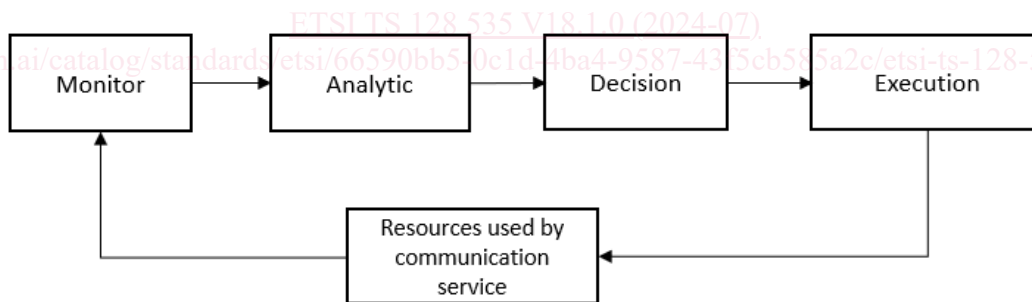 ETSI TS 128 535 V18.1.0 (2024-07)
.ai/catalog/standards/etsi/66590bb5-0c1d-4ba4-9587-43f5cb585a2c/etsi-ts-128-
Monitor
Analytic
Decision
Execution
Resources used by
communication
service